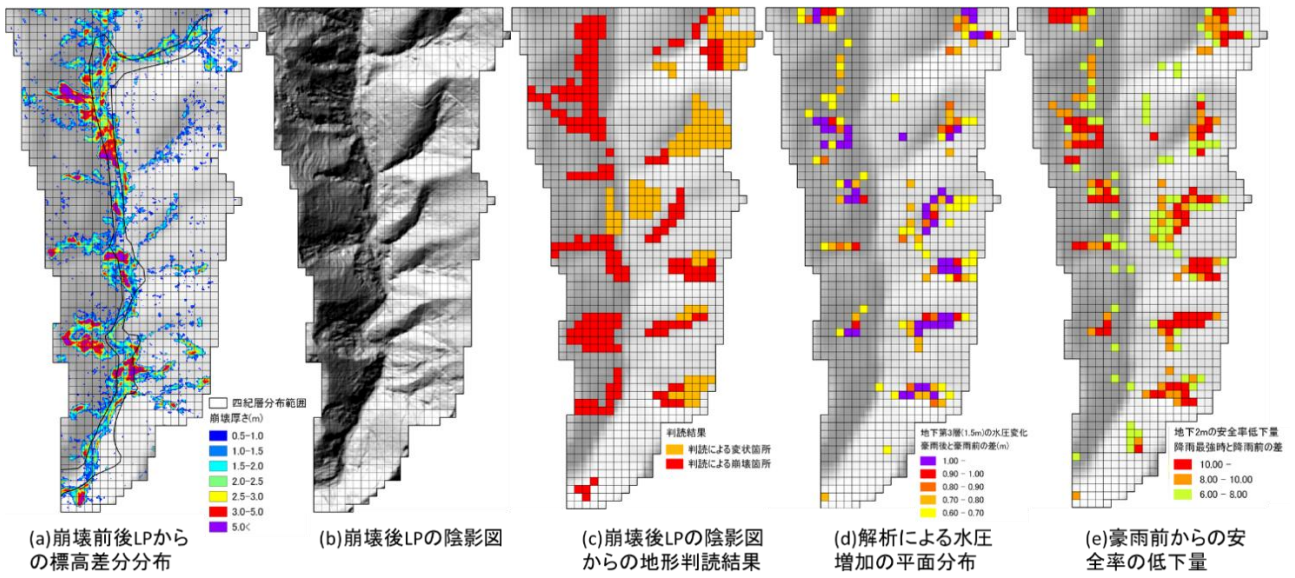 四紀層分布範囲
崩壊厚さ(m)
0.5-1.0
1.0-1.5
1.5-2.0
2.0-2.5
2.5-3.0
3.0-5.0
5.0<
(a)崩壊前後LPから
の標高差分分布
(b)崩壊後LPの陰影図
判読結果
判読による変状箇所
判読による崩壊箇所
(c)崩壊後LPの陰影図
からの地形判読結果
地下第3層(1.5m)の水圧変化
豪雨後と豪雨前の差(m)
1.00 -
0.90 - 1.00
0.80 - 0.90
0.70 - 0.80
0.60 - 0.70
(d)解析による水圧
増加の平面分布
地下2mの安全率低下量
降雨最強時と降雨前の差
10.00 -
8.00 - 10.00
6.00 - 8.00
(e)豪雨前からの安
全率の低下量